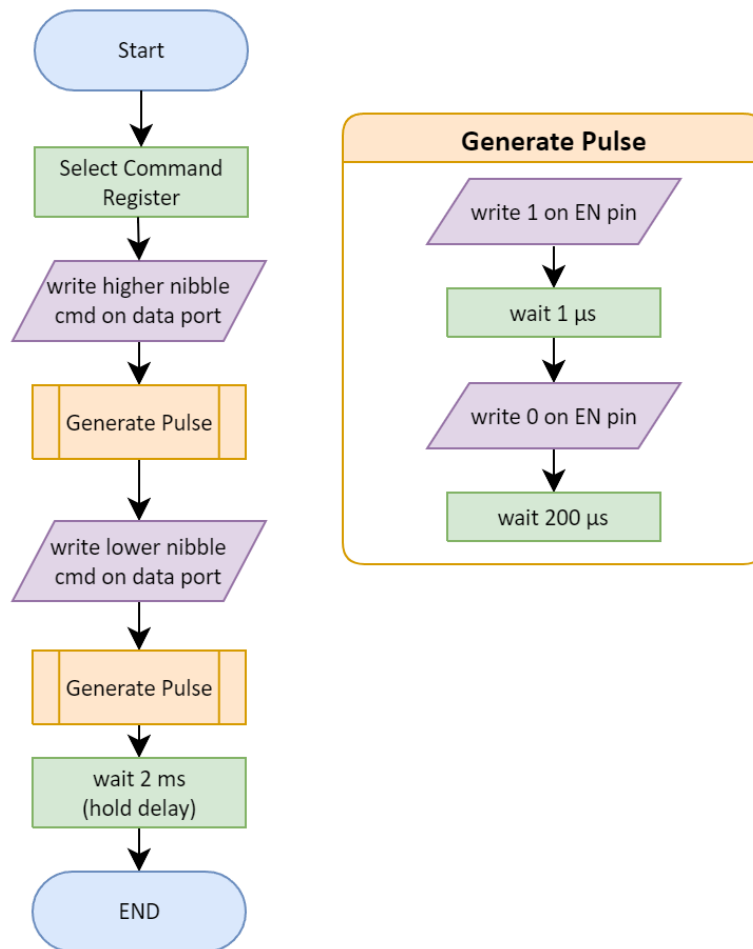 Start
Select Command
Register
write higher nibble
cmd on data port
Generate Pulse
write lower nibble
cmd on data port
Generate Pulse
wait 2 ms
(hold delay)
END
Generate Pulse
write 1 on EN pin
wait 1 μs
write 0 on EN pin
wait 200 μs